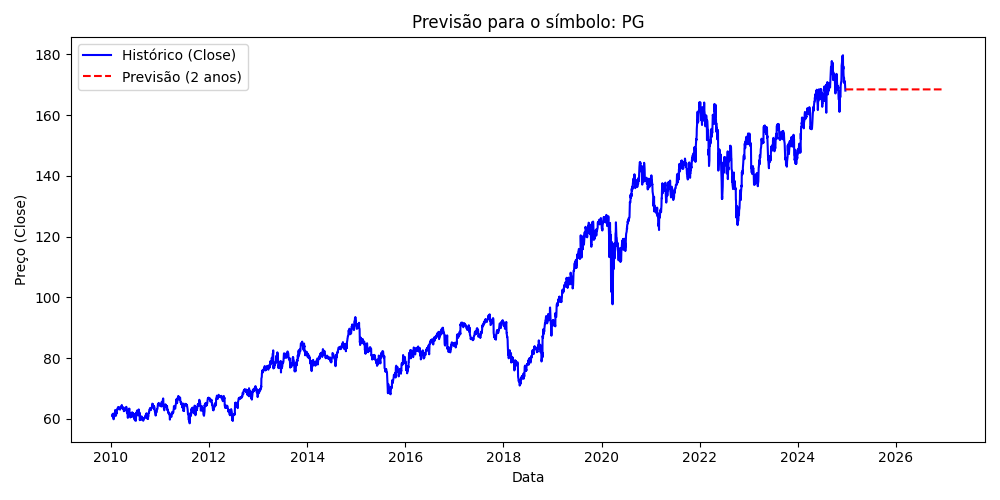 Previsão para o símbolo: PG
Histórico (Close)
Previsão (2 anos)
Preço (Close)
180
160
140
120
100
80
60
2010 2012 2014 2016 2018 2020 2022 2024 2026
Data